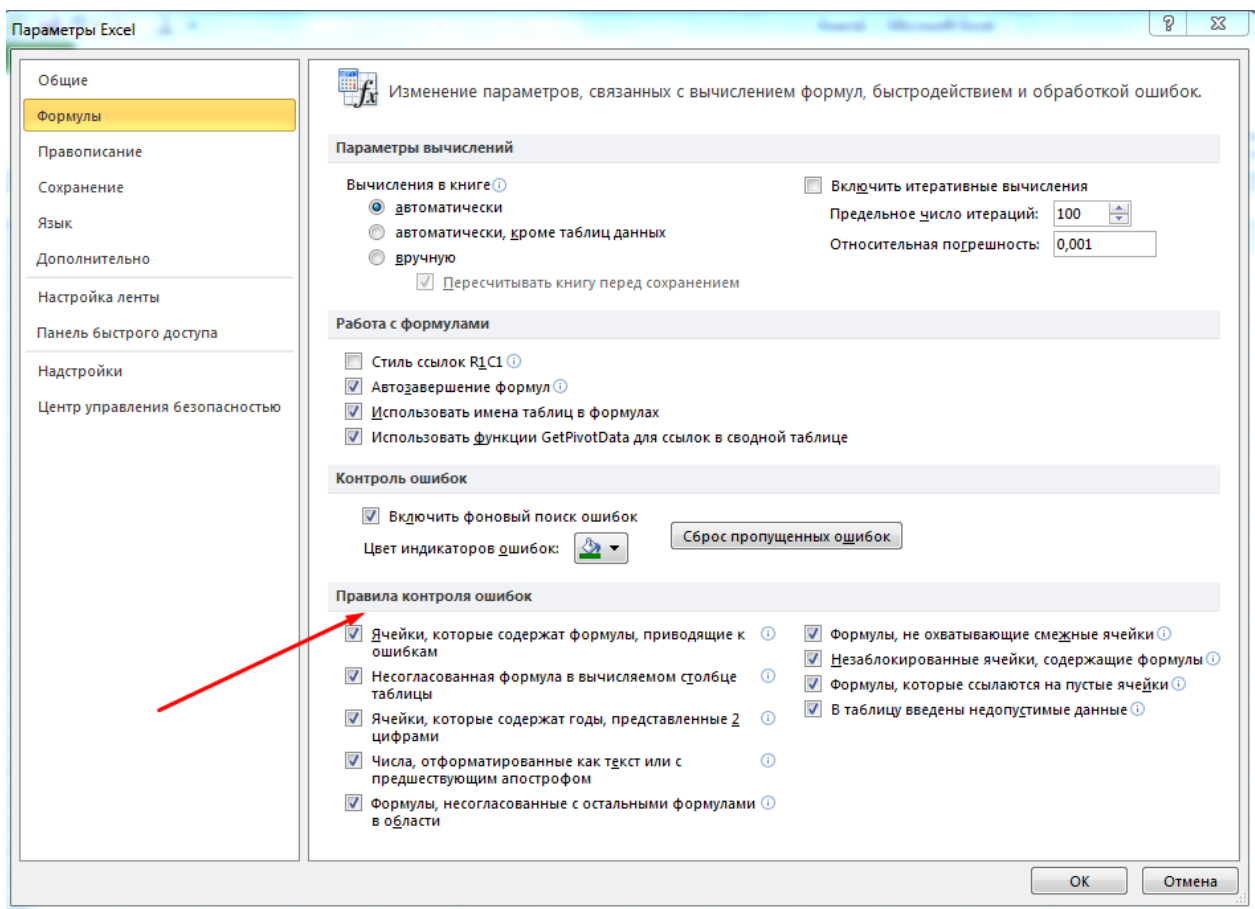 Параметры Excel
Общие
Формулы
Правописание
Сохранение
Язык
Дополнительно
Настройка ленты
Панель быстрого доступа
Надстройки
Центр управления безопасностью
Изменение параметров, связанных с вычислением формул, быстродействием и обработкой ошибок.
Параметры вычислений
Вычисления в книге
автоматически
автоматически, кроме таблиц данных
вручную
Пересчитывать книгу перед сохранением
Включить итеративные вычисления
Предельное число итераций: 100
Относительная погрешность: 0,001
Работа с формулами
Стиль ссылок R1C1
Автозавершение формул
Использовать имена таблиц в формулах
Использовать функции GetPivotData для ссылок в сводной таблице
Контроль ошибок
Включить фоновый поиск ошибок
Цвет индикаторов ошибок:
Сброс пропущенных ошибок
Правила контроля ошибок
Ячейки, которые содержат формулы, приводящие к
ошибкам
Несогласованная формула в вычисляемом столбце
таблицы
Ячейки, которые содержат годы, представленные 2
цифрами
Числа, отформатированные как текст или с
предшествующим апострофом
Формулы, несогласованные с остальными формулами
в области
Формулы, не охватывающие смежные ячейки
Незаблокированные ячейки, содержащие формулы
Формулы, которые ссылаются на пустые ячейки
В таблицу введены недопустимые данные
ОК
Отмена